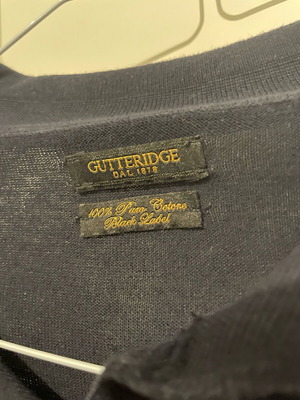 GUTTERIDGE
DAL 1878
100% Puro Cotone
Black Label